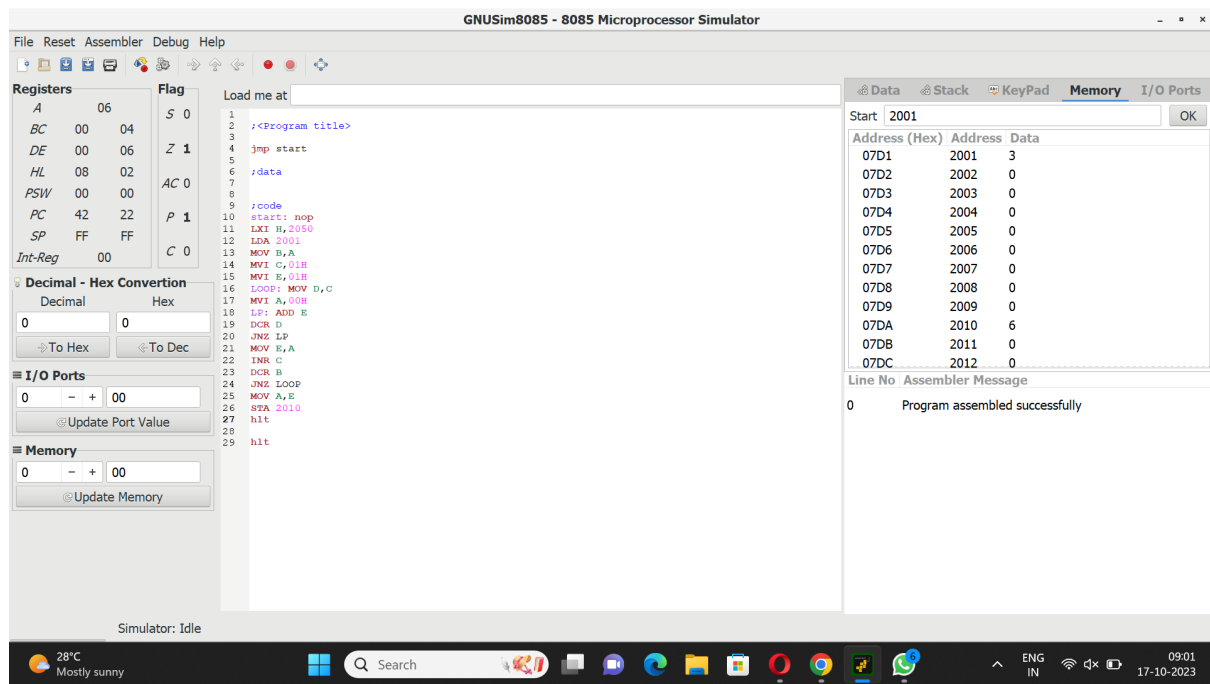 GNUSim8085 - 8085 Microprocessor Simulator
File Reset Assembler Debug Help
Registers
A 06
BC 00 04
DE 00 06
HL 08 02
PSW 00 00
PC 42 22
SP FF FF
Int-Reg 00
Flag
S 0
Z 1
AC 0
P 1
C 0
Decimal - Hex Convertion
Decimal Hex
0 0
To Hex To Dec
I/O Ports
0 - + 00
Update Port Value
Memory
0 - + 00
Update Memory
Load me at
1
2 ;<Program title>
3
4 jmp start
5
6 ;data
7
8
9 ;code
10 start: nop
11 LXI H,2050
12 LDA 2001
13 MOV B,A
14 MVI C,01H
15 MVI E,01H
16 LOOP: MOV D,C
17 MVI A,00H
18 LP: ADD E
19 DCR D
20 JNZ LP
21 MOV E,A
22 INR C
23 DCR B
24 JNZ LOOP
25 MOV A,E
26 STA 2010
27 hlt
28
29 hlt
Data Stack KeyPad Memory I/O Ports
Start 2001 OK
Address (Hex) Address Data
07D1 2001 3
07D2 2002 0
07D3 2003 0
07D4 2004 0
07D5 2005 0
07D6 2006 0
07D7 2007 0
07D8 2008 0
07D9 2009 0
07DA 2010 6
07DB 2011 0
07DC 2012 0
Line No Assembler Message
0 Program assembled successfully
Simulator: Idle
28°C
Mostly sunny
Search
6
ENG
IN
09:01
17-10-2023